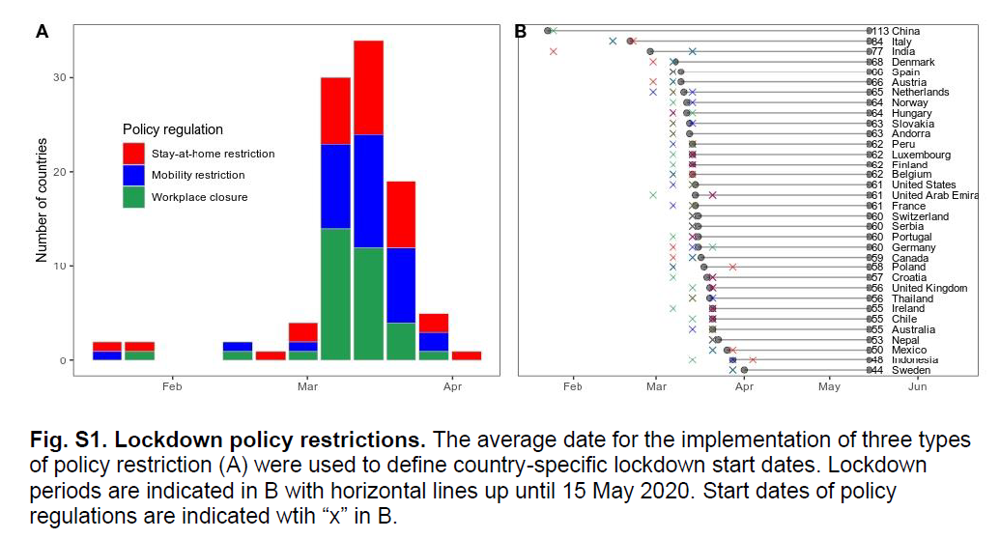 A
B
30
20
10
0
Number of countries
Policy regulation
Stay-at-home restriction
Mobility restriction
Workplace closure
Feb Mar Apr
113 China
84 Italy
77 India
68 Denmark
66 Spain
66 Austria
65 Netherlands
64 Norway
64 Hungary
63 Slovakia
63 Andorra
62 Peru
62 Luxembourg
62 Finland
62 Belgium
61 United States
61 United Arab Emira
61 France
60 Switzerland
60 Serbia
60 Portugal
60 Germany
59 Canada
58 Poland
57 Croatia
56 United Kingdom
56 Thailand
55 Ireland
55 Chile
55 Australia
53 Nepal
50 Mexico
48 Indonesia
44 Sweden
Feb Mar Apr May Jun
Fig. S1. Lockdown policy restrictions. The average date for the implementation of three types
of policy restriction (A) were used to define country-specific lockdown start dates. Lockdown
periods are indicated in B with horizontal lines up until 15 May 2020. Start dates of policy
regulations are indicated wtih “x” in B.